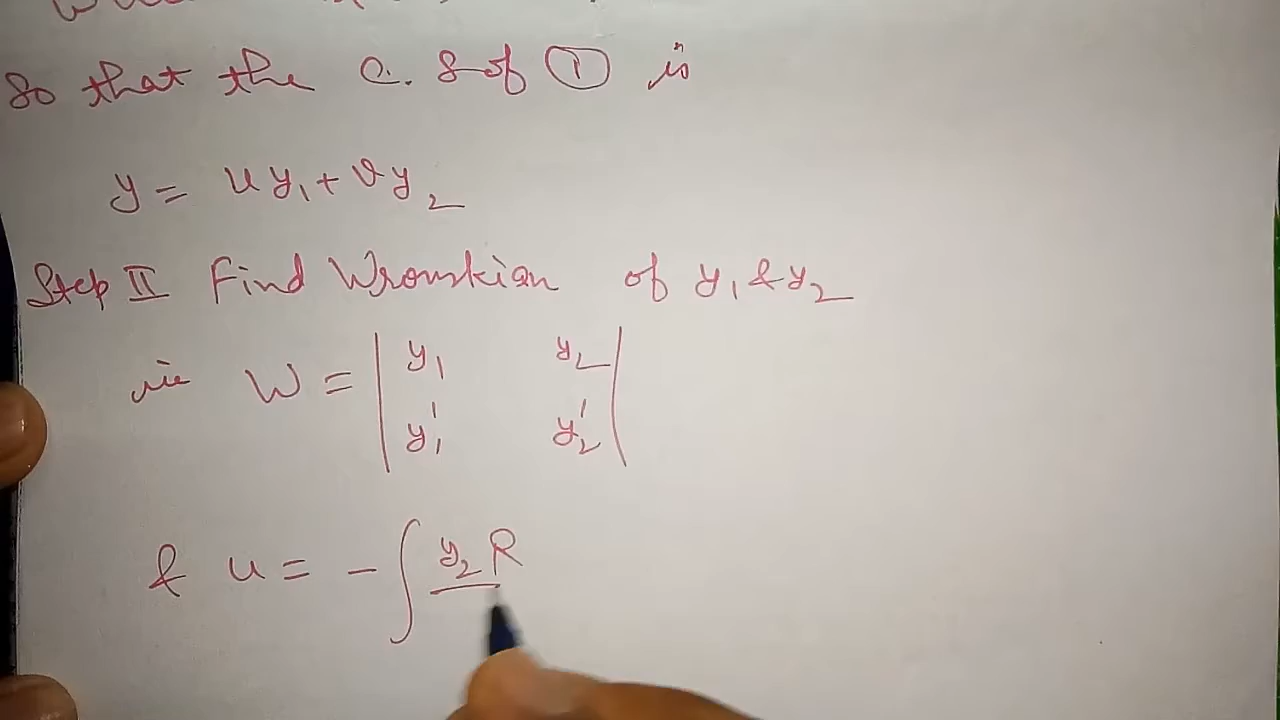 So that the C. S of ① is
y = uy₁ + vy₂
Step II Find Wronskian of y₁ & y₂
ie W = | y₁ y₂ |
| y₁' y₂' |
& u = - ∫ y₂R